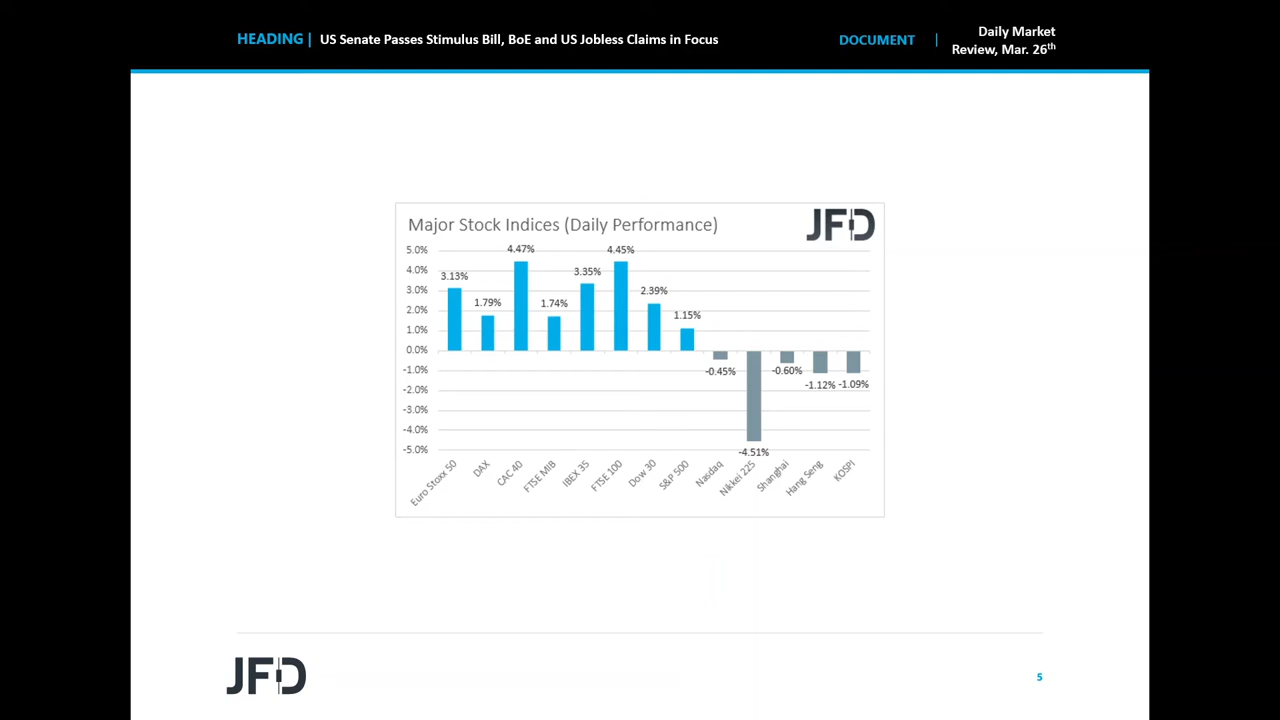 HEADING | US Senate Passes Stimulus Bill, BoE and US Jobless Claims in Focus
DOCUMENT | Daily Market
Review, Mar. 26th
Major Stock Indices (Daily Performance)
JFD
5.0%
4.0%
3.0%
2.0%
1.0%
0.0%
-1.0%
-2.0%
-3.0%
-4.0%
-5.0%
3.13%
1.79%
4.47%
1.74%
3.35%
4.45%
2.39%
1.15%
-0.45%
-4.51%
-0.60%
-1.12%
-1.09%
Euro Stoxx 50
DAX
CAC 40
FTSE MIB
IBEX 35
FTSE 100
Dow 30
S&P 500
Nasdaq
Nikkei 225
Shanghai
Hang Seng
KOSPI
JFD
5